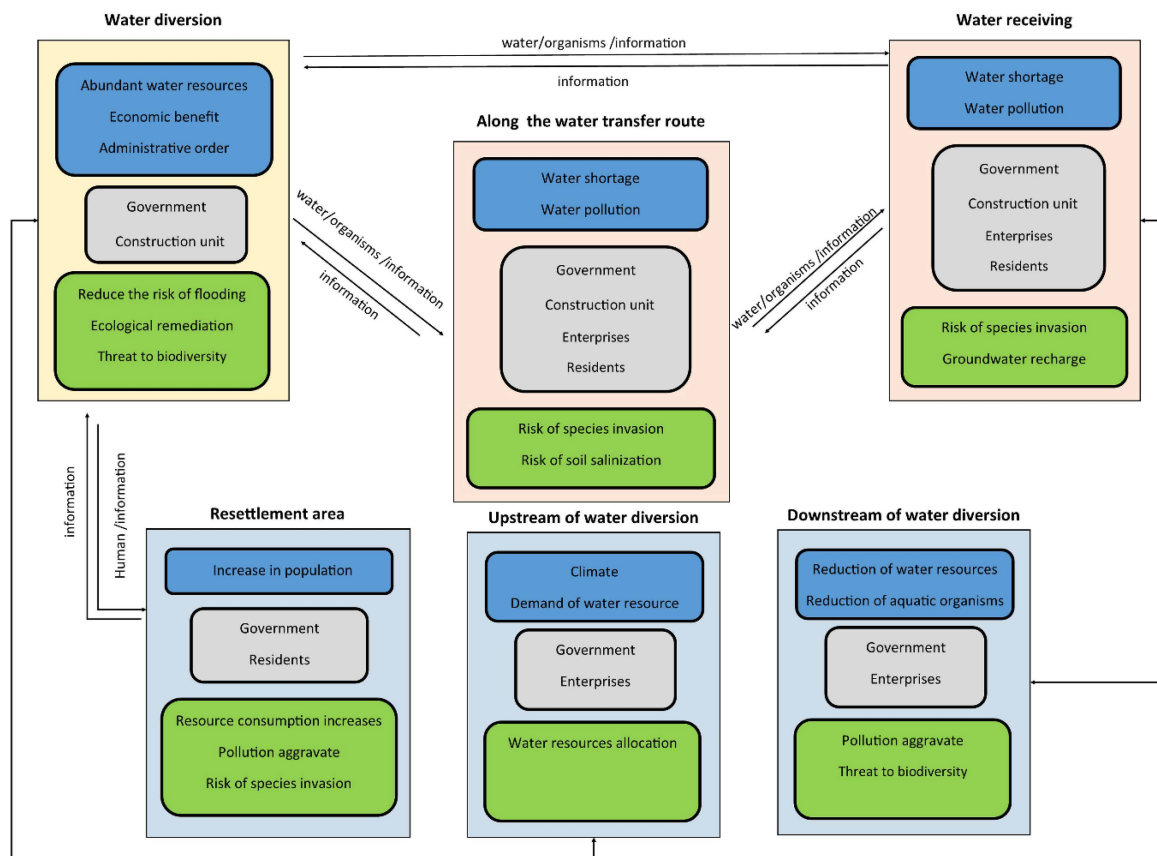 Water diversion
Abundant water resources
Economic benefit
Administrative order
Government
Construction unit
Reduce the risk of flooding
Ecological remediation
Threat to biodiversity
water/organisms /information
information
Water receiving
Water shortage
Water pollution
Government
Construction unit
Enterprises
Residents
Risk of species invasion
Groundwater recharge
Along the water transfer route
Water shortage
Water pollution
Government
Construction unit
Enterprises
Residents
Risk of species invasion
Risk of soil salinization
water/organisms /information
information
water/organisms/information
information
information
Human /information
Resettlement area
Increase in population
Government
Residents
Resource consumption increases
Pollution aggravate
Risk of species invasion
Upstream of water diversion
Climate
Demand of water resource
Government
Enterprises
Water resources allocation
Downstream of water diversion
Reduction of water resources
Reduction of aquatic organisms
Government
Enterprises
Pollution aggravate
Threat to biodiversity